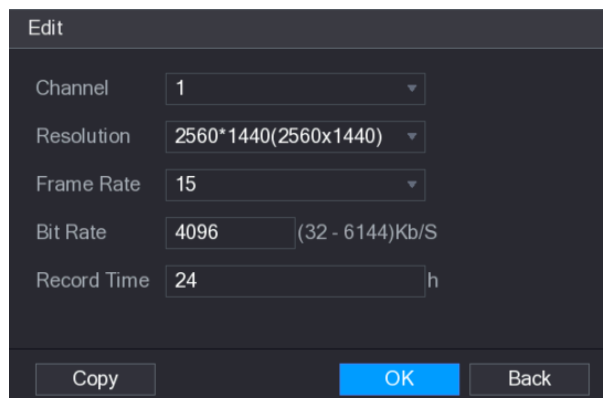 Edit
Channel 1
Resolution 2560*1440(2560x1440)
Frame Rate 15
Bit Rate 4096 (32 - 6144)Kb/S
Record Time 24 h
Copy OK Back